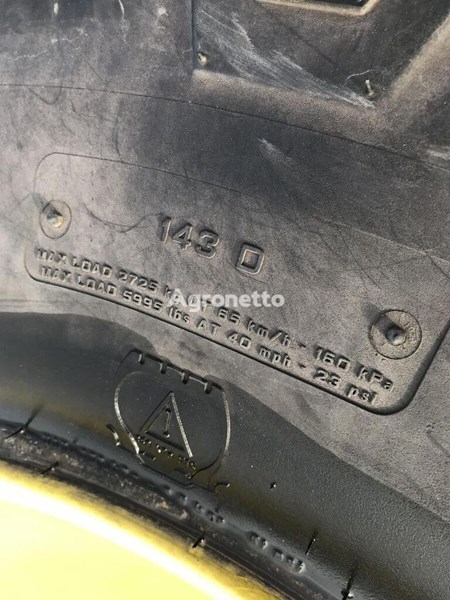 143 D
MAX LOAD 2725 kg AT 65 km/h - 160 kPa
MAX LOAD 5995 lbs AT 40 mph - 23 psi
Agronetto